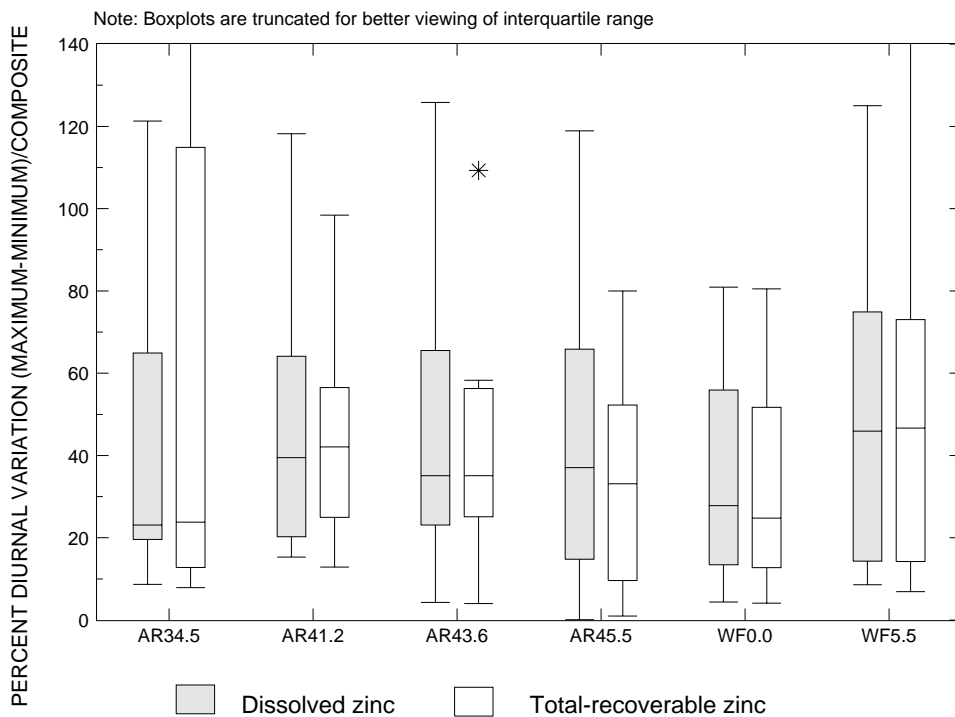 Note: Boxplots are truncated for better viewing of interquartile range
PERCENT DIURNAL VARIATION (MAXIMUM-MINIMUM)/COMPOSITE
140
120
100
80
60
40
20
0
AR34.5 AR41.2 AR43.6 AR45.5 WF0.0 WF5.5
Dissolved zinc Total-recoverable zinc